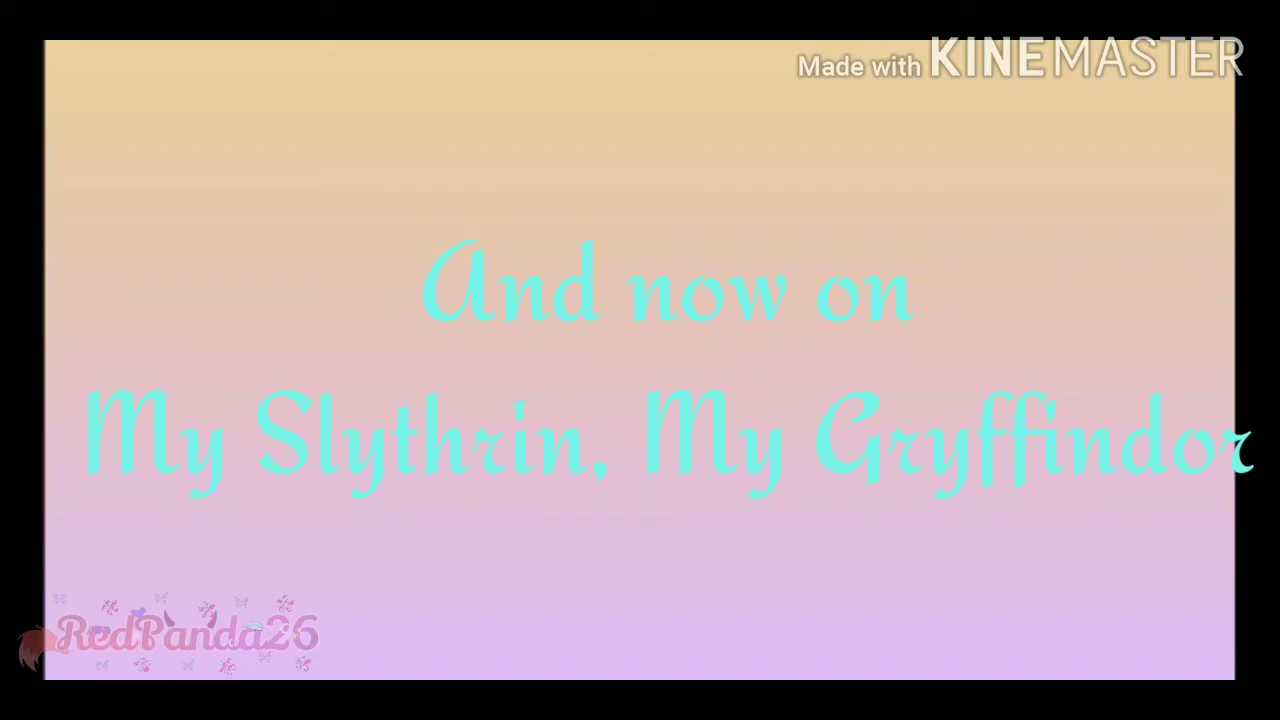 Made with KINEMASTER
And now on
My Slythrin, My Gryffindor
RedPanda26